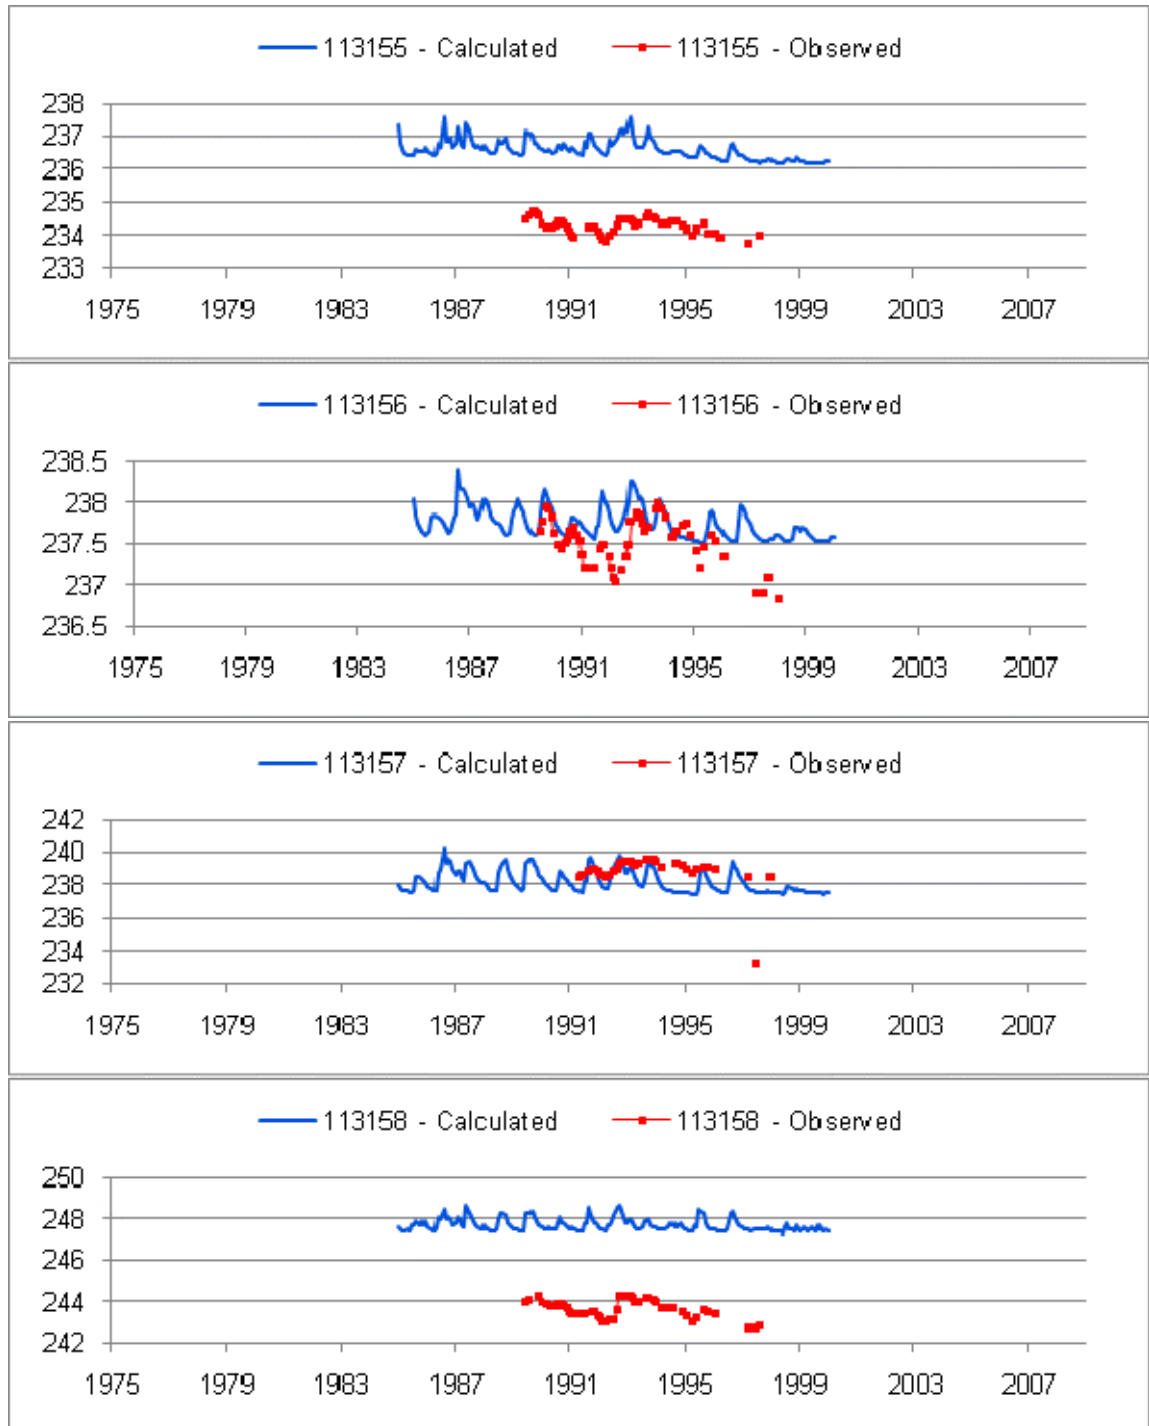 113155 - Calculated 113155 - Observed
238
237
236
235
234
233
1975 1979 1983 1987 1991 1995 1999 2003 2007
113156 - Calculated 113156 - Observed
238.5
238
237.5
237
236.5
1975 1979 1983 1987 1991 1995 1999 2003 2007
113157 - Calculated 113157 - Observed
242
240
238
236
234
232
1975 1979 1983 1987 1991 1995 1999 2003 2007
113158 - Calculated 113158 - Observed
250
248
246
244
242
1975 1979 1983 1987 1991 1995 1999 2003 2007